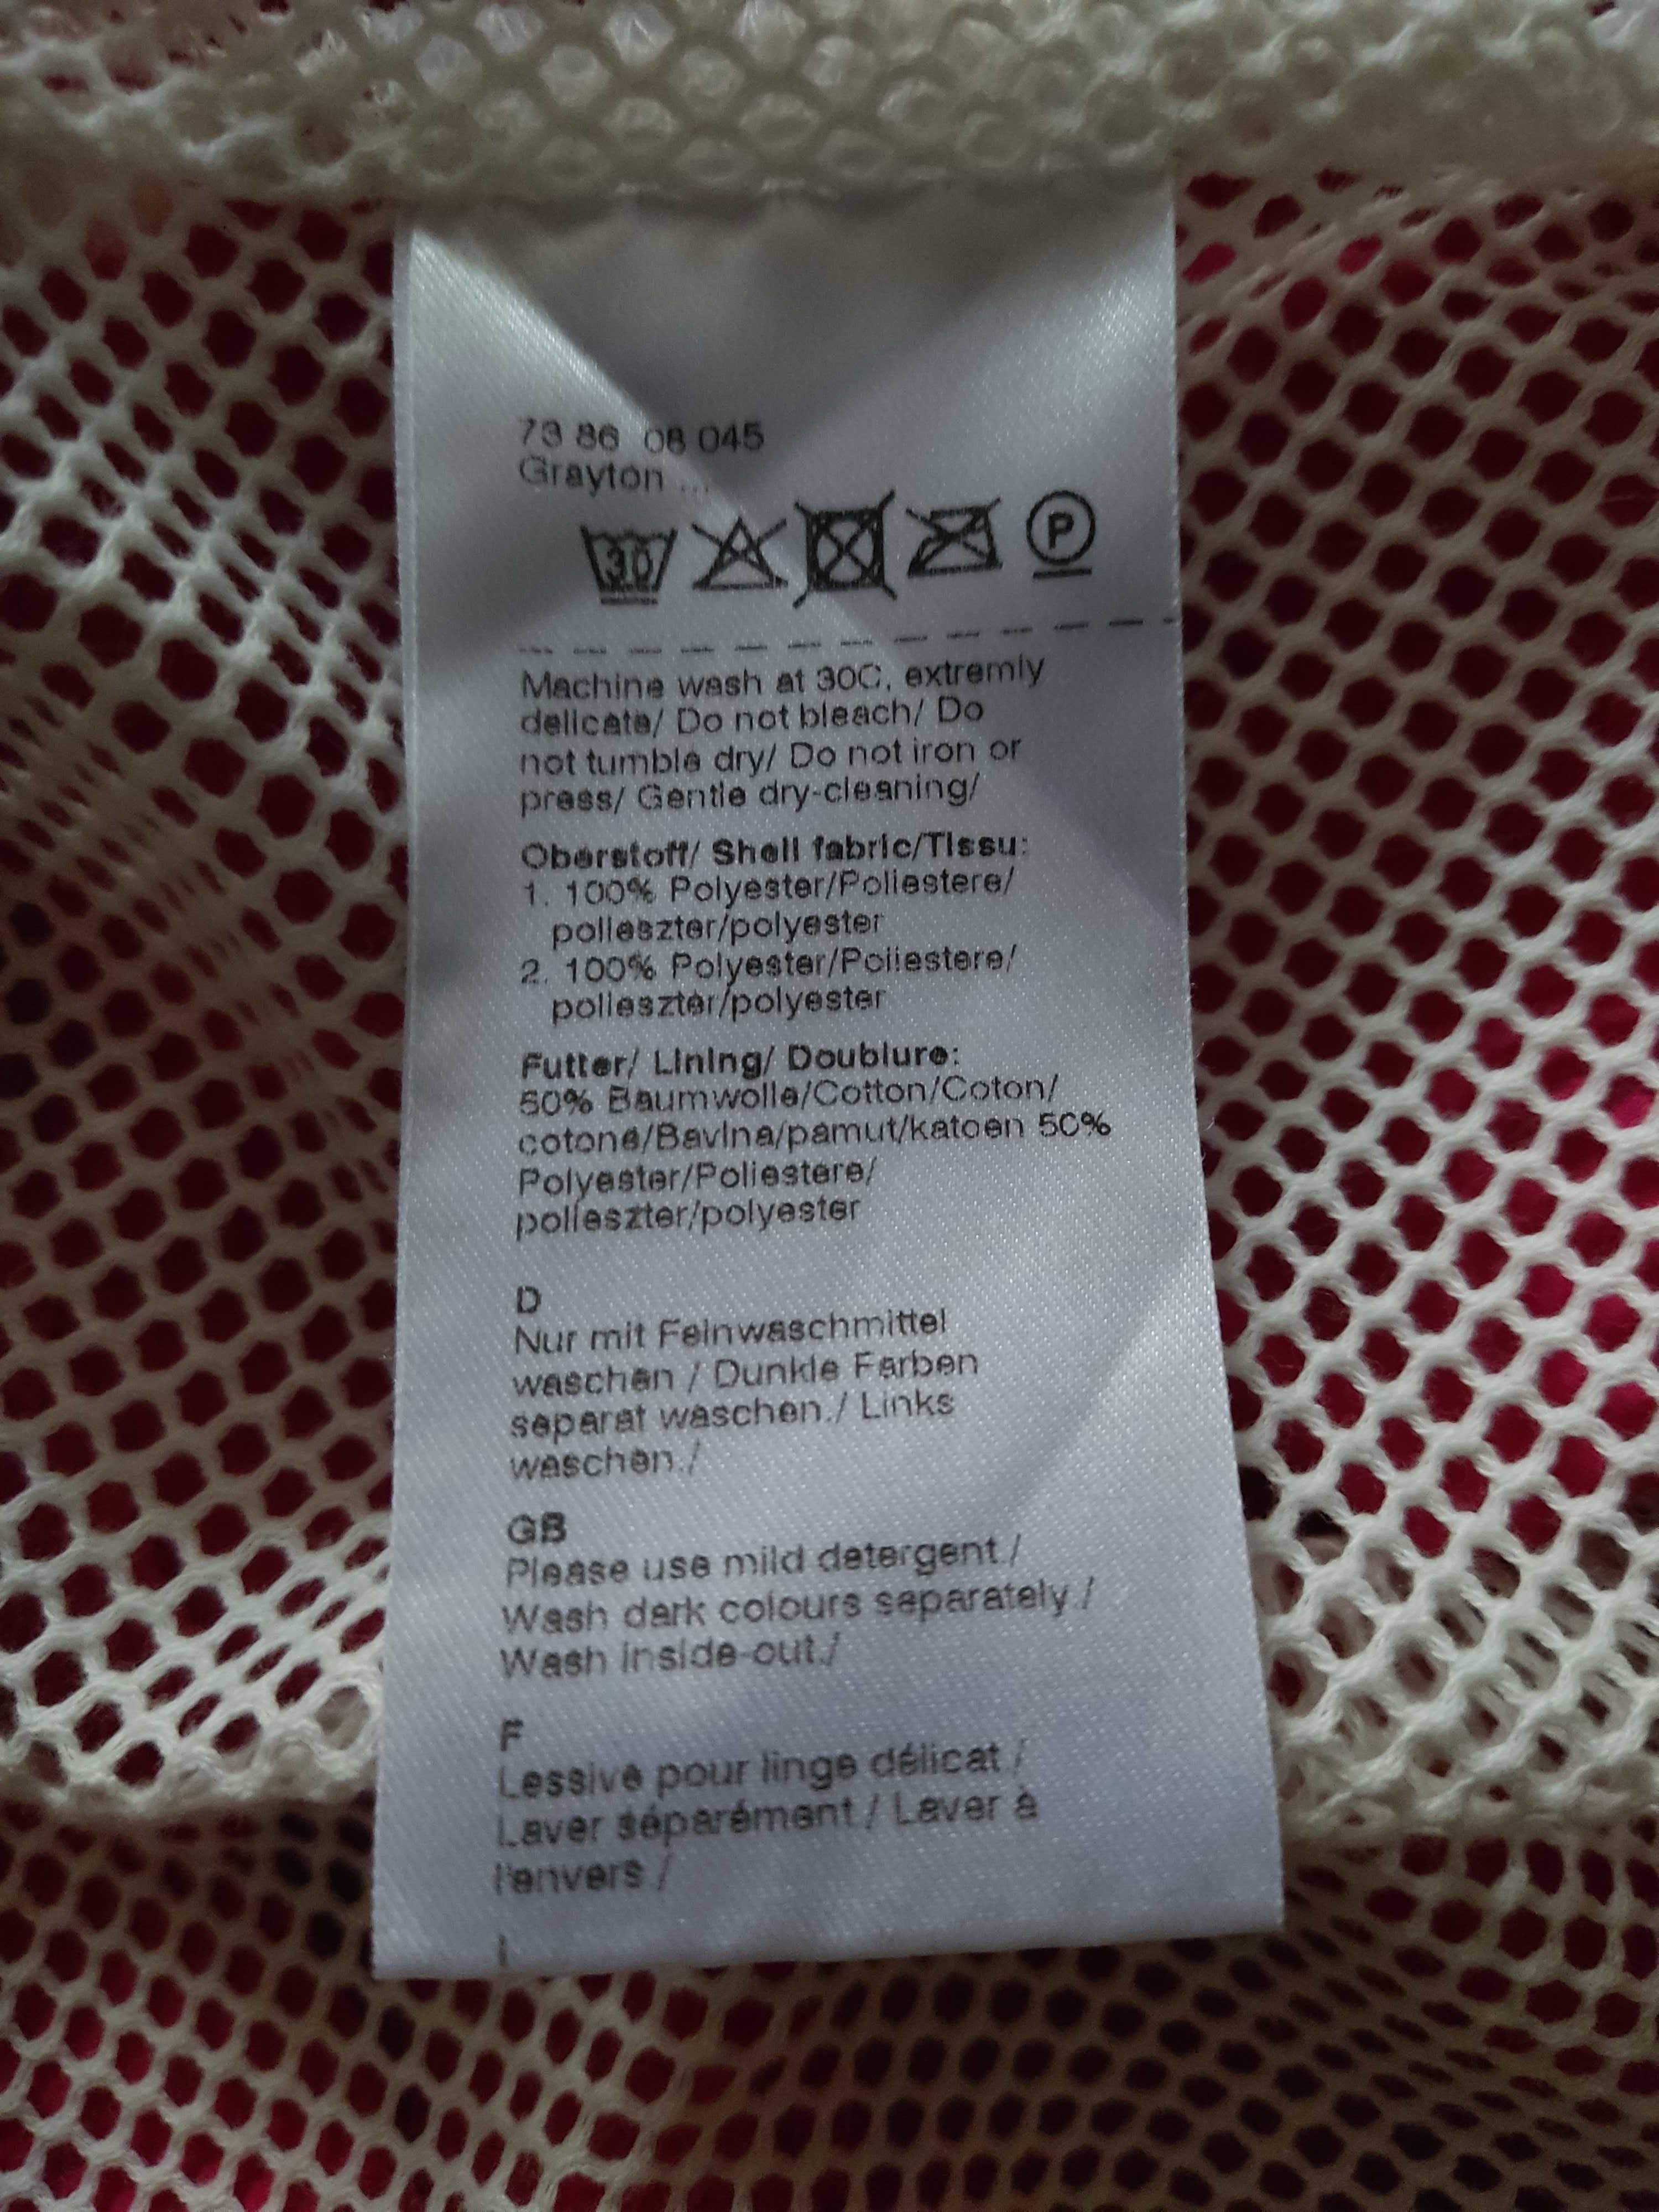 73 86 08 045
Grayton ...
30
P
Machine wash at 30C, extremly
delicate/ Do not bleach/ Do
not tumble dry/ Do not iron or
press/ Gentle dry-cleaning/
Oberstoff/ Shell fabric/Tissu:
1. 100% Polyester/Poliestere/
polieszter/polyester
2. 100% Polyester/Poliestere/
polieszter/polyester
Futter/ Lining/ Doublure:
50% Baumwolle/Cotton/Coton/
cotone/Bavlna/pamut/katoen 50%
Polyester/Poliestere/
polieszter/polyester
D
Nur mit Feinwaschmittel
waschen / Dunkle Farben
separat waschen./ Links
waschen./
GB
Please use mild detergent./
Wash dark colours separately./
Wash inside-out./
F
Lessive pour linge délicat /
Laver séparément / Laver à
l'envers /
I